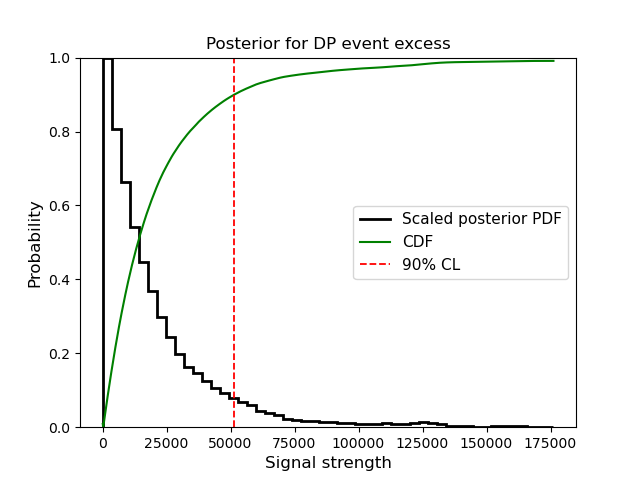 Posterior for DP event excess
Probability
1.0
0.8
0.6
0.4
0.2
0.0
Scaled posterior PDF
CDF
90% CL
0 25000 50000 75000 100000 125000 150000 175000
Signal strength